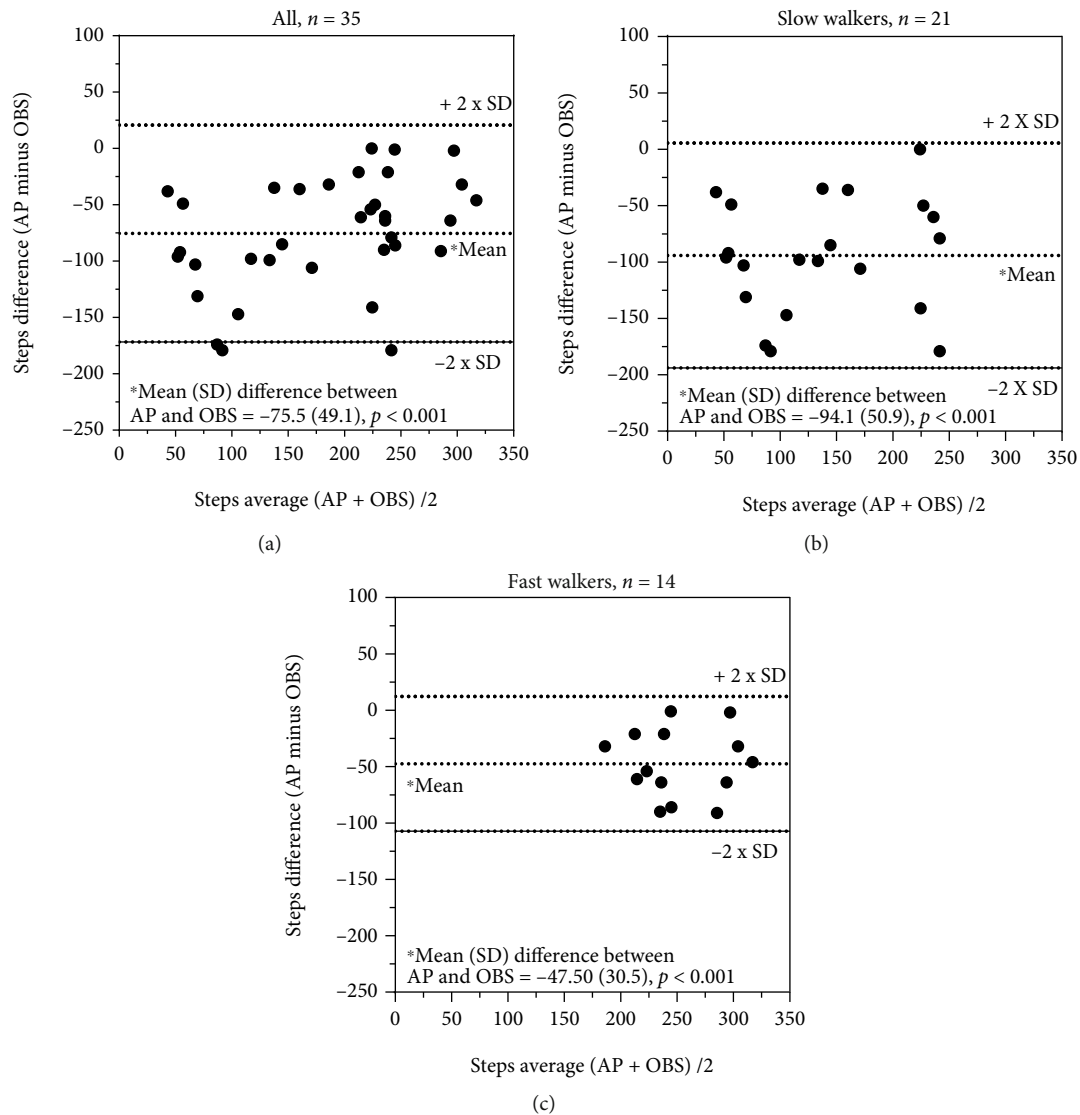 All, n = 35
100
50
0
−50
−100
−150
−200
−250
Steps difference (AP minus OBS)
+ 2 x SD
*Mean
−2 x SD
*Mean (SD) difference between
AP and OBS = −75.5 (49.1), p < 0.001
0 50 100 150 200 250 300 350
Steps average (AP + OBS) /2
(a)
Slow walkers, n = 21
100
50
0
−50
−100
−150
−200
−250
Steps difference (AP minus OBS)
+ 2 X SD
*Mean
−2 X SD
*Mean (SD) difference between
AP and OBS = −94.1 (50.9), p < 0.001
0 50 100 150 200 250 300 350
Steps average (AP + OBS) /2
(b)
Fast walkers, n = 14
100
50
0
−50
−100
−150
−200
−250
Steps difference (AP minus OBS)
+ 2 x SD
*Mean
−2 x SD
*Mean (SD) difference between
AP and OBS = −47.50 (30.5), p < 0.001
0 50 100 150 200 250 300 350
Steps average (AP + OBS) /2
(c)